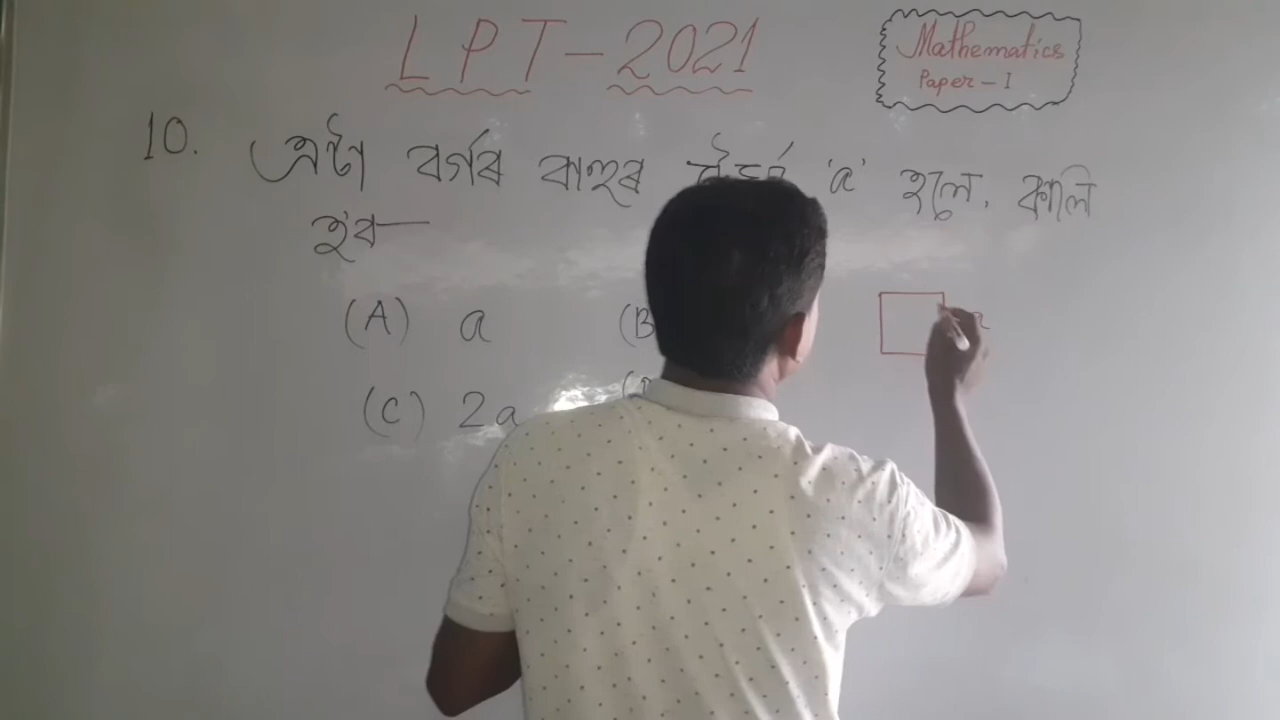 LPT-2021
Mathematics
Paper - I
10. এটা বৰ্গৰ বাহুৰ 'a' হলে, কালি
হ'ব—
(A) a (B
(C) 2a